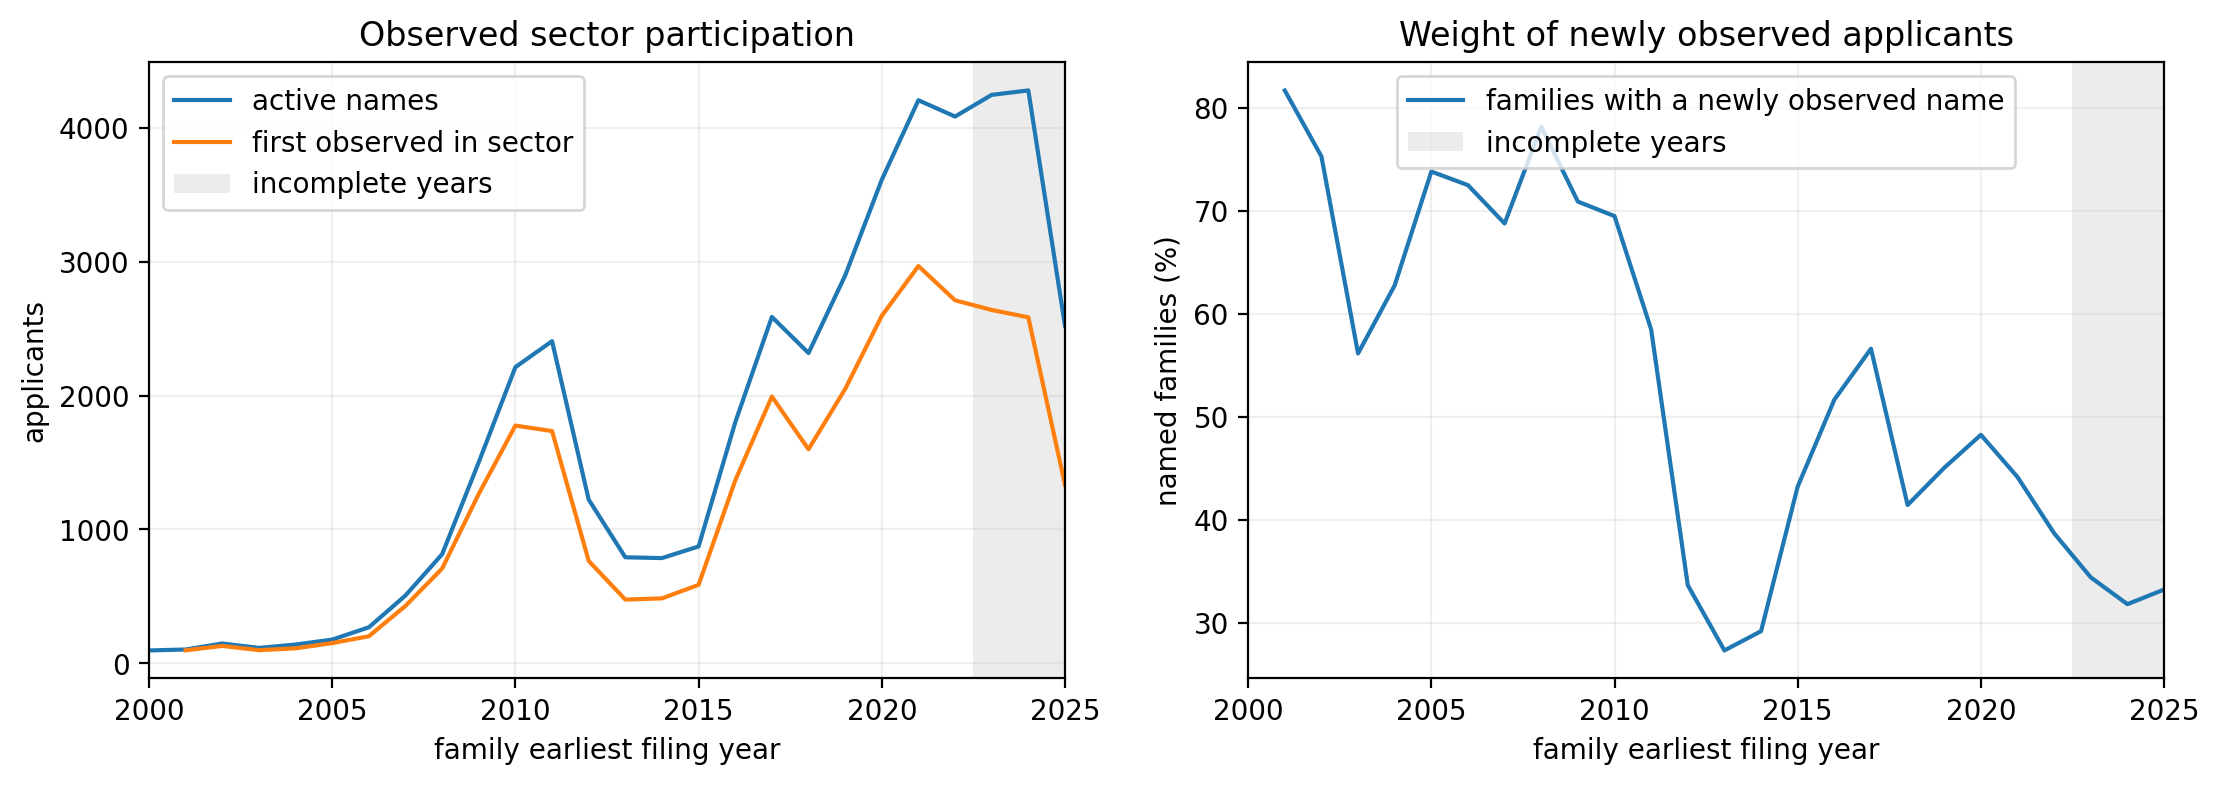 Observed sector participation
active names
first observed in sector
incomplete years
applicants
4000
3000
2000
1000
0
2000
2005
2010
2015
2020
2025
family earliest filing year
Weight of newly observed applicants
families with a newly observed name
incomplete years
named families (%)
80
70
60
50
40
30
2000
2005
2010
2015
2020
2025
family earliest filing year